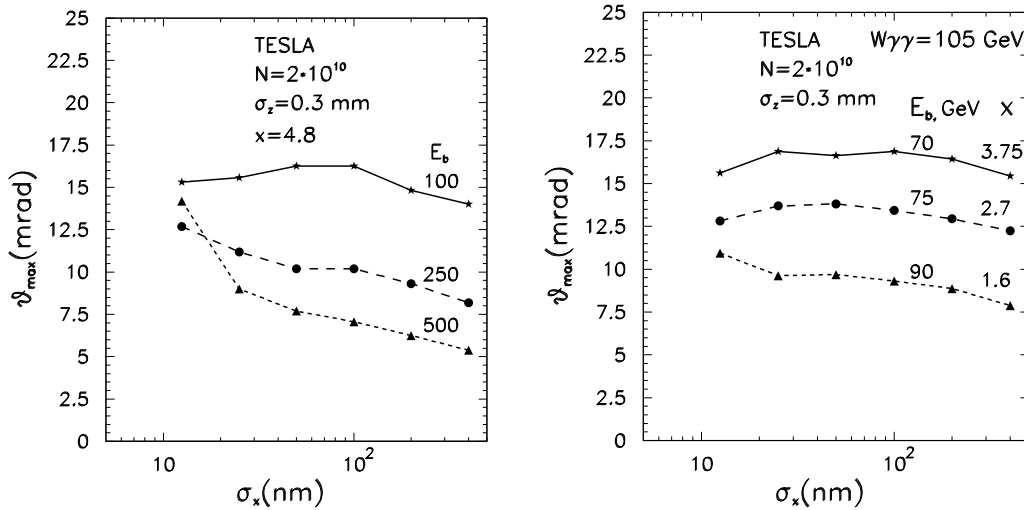 25
22.5
20
17.5
15
12.5
10
7.5
5
2.5
0
ϑmax(mrad)
TESLA
N=2•10¹⁰
σz=0.3 mm
x=4.8
Eb
100
250
500
10
10²
σx(nm)
25
22.5
20
17.5
15
12.5
10
7.5
5
2.5
0
ϑmax(mrad)
TESLA Wγγ=105 GeV
N=2•10¹⁰
σz=0.3 mm
Eb, GeV x
70 3.75
75 2.7
90 1.6
10
10²
σx(nm)